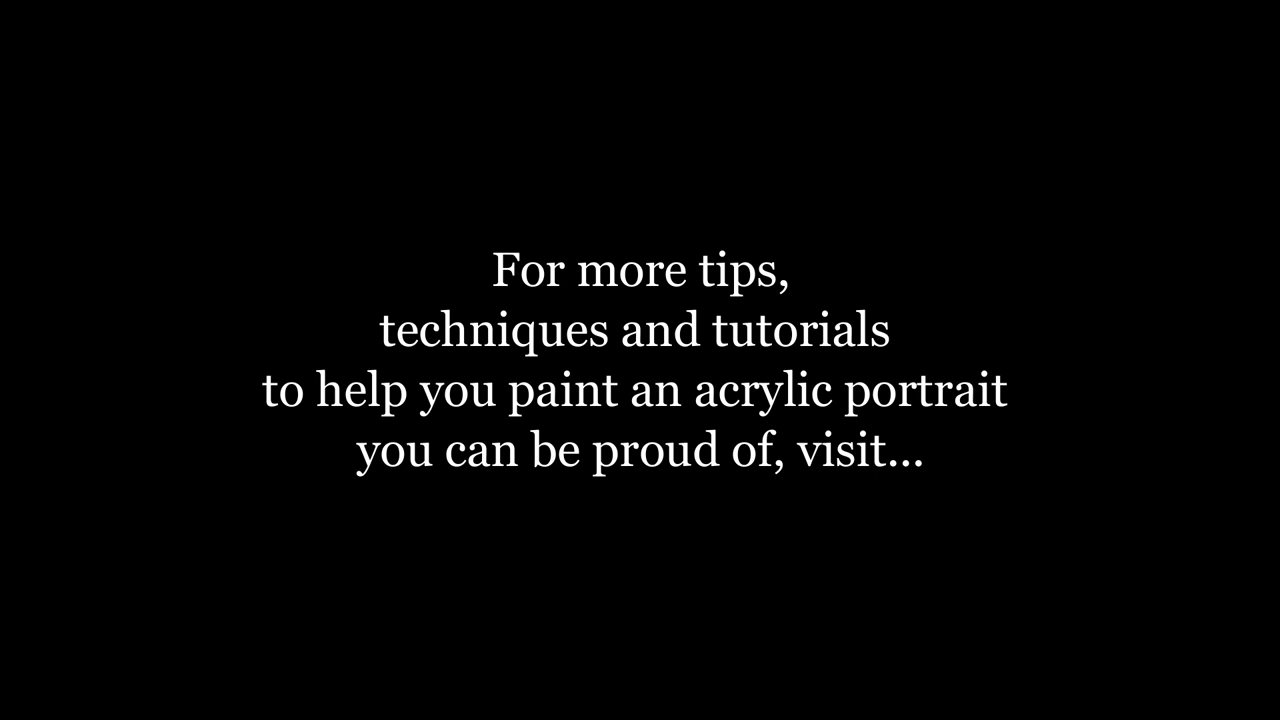 For more tips,
techniques and tutorials
to help you paint an acrylic portrait
you can be proud of, visit...